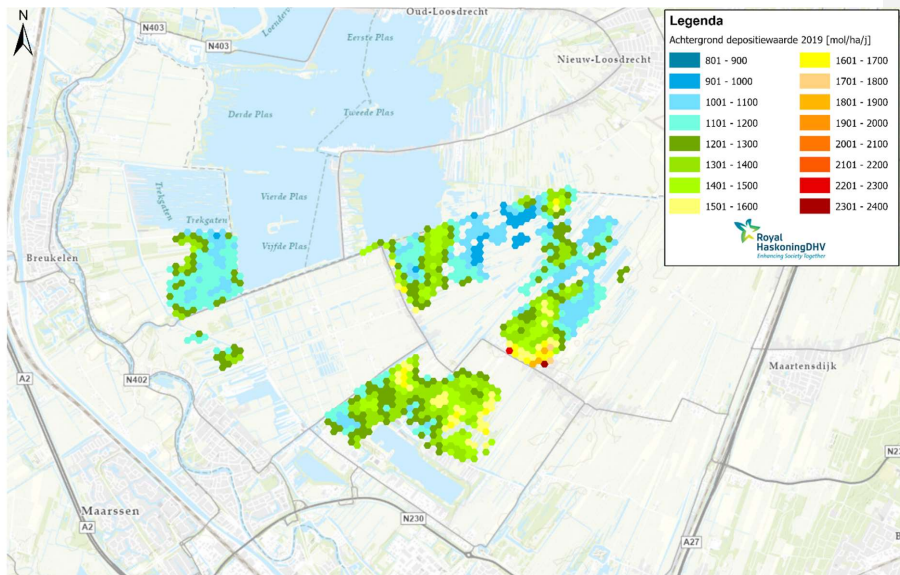 N
Oud-Loosdrecht
N403
N403
Loenderv
Eerste Plas
Nieuw-Loosdrecht
Derde Plas
Tweede Plas
Trekgaten
Trekgaten
Vierde Plas
Vijfde Plas
Breukelen
A2
N402
Maartensdijk
Maarssen
A2
N230
A27
N2
B
Legenda
Achtergrond depositiewaarde 2019 [mol/ha/j]
801 - 900
901 - 1000
1001 - 1100
1101 - 1200
1201 - 1300
1301 - 1400
1401 - 1500
1501 - 1600
1601 - 1700
1701 - 1800
1801 - 1900
1901 - 2000
2001 - 2100
2101 - 2200
2201 - 2300
2301 - 2400
Royal
HaskoningDHV
Enhancing Society Together